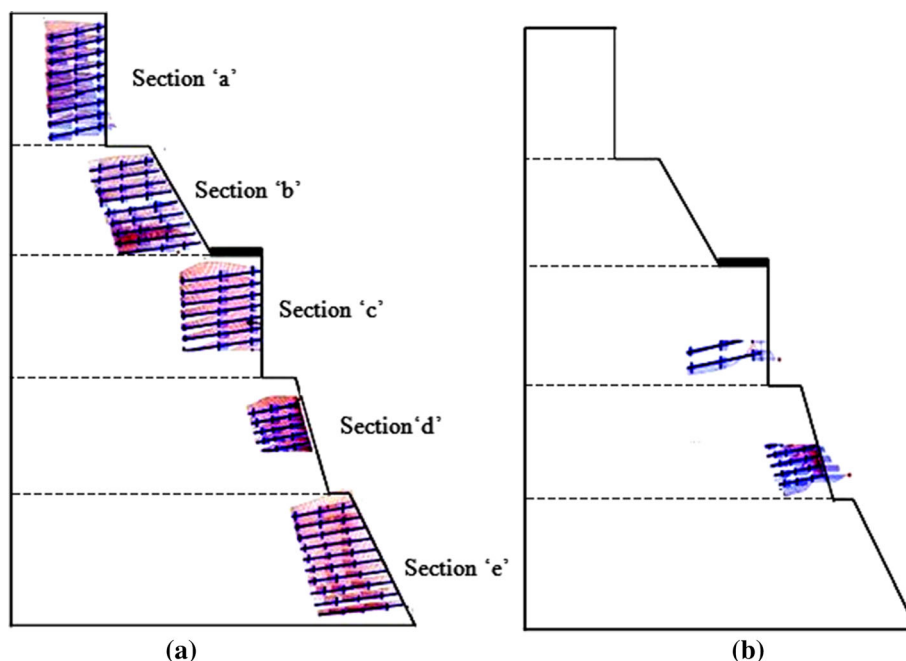 Section ‘a’
Section ‘b’
Section ‘c’
Section‘d’
Section ‘e’
(a) (b)